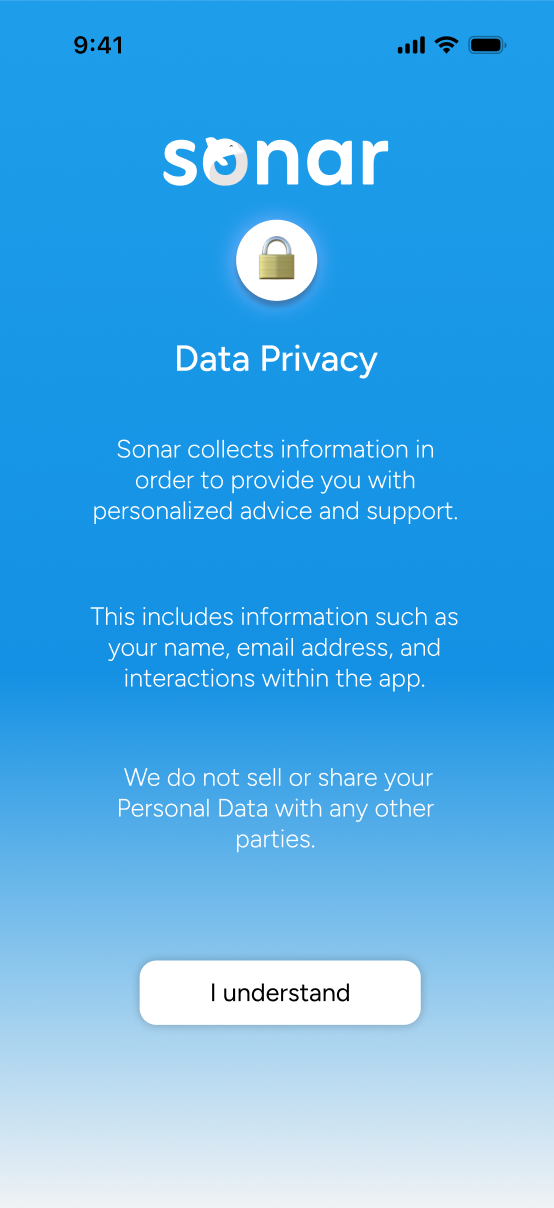 9:41
sonar
Data Privacy
Sonar collects information in
order to provide you with
personalized advice and support.
This includes information such as
your name, email address, and
interactions within the app.
We do not sell or share your
Personal Data with any other
parties.
I understand